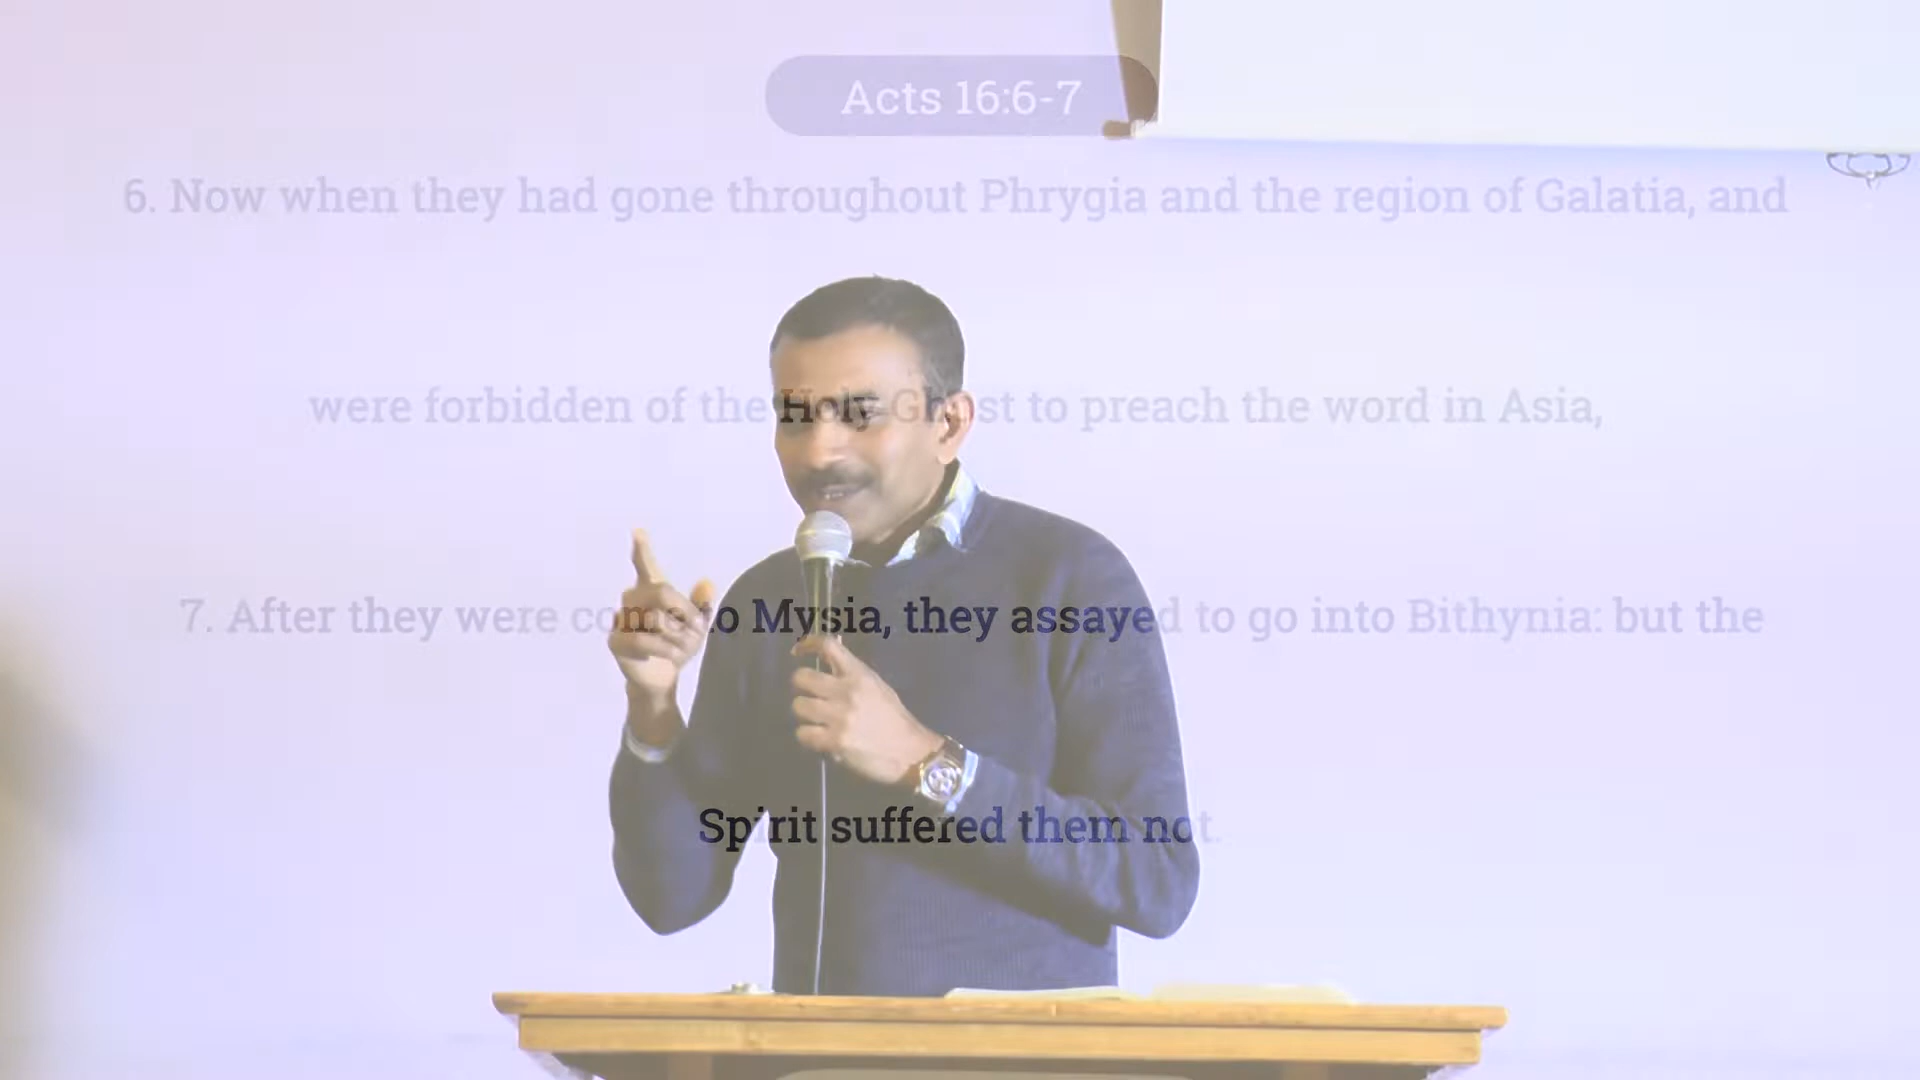 Acts 16:6-7
6. Now when they had gone throughout Phrygia and the region of Galatia, and
were forbidden of the Holy Ghost to preach the word in Asia,
7. After they were come to Mysia, they assayed to go into Bithynia: but the
Spirit suffered them not.